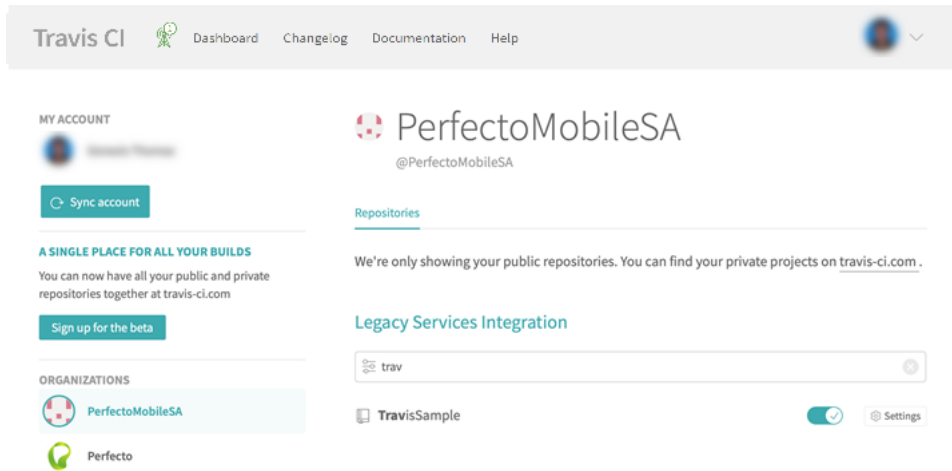 Travis CI Dashboard Changelog Documentation Help
MY ACCOUNT
Sync account
A SINGLE PLACE FOR ALL YOUR BUILDS
You can now have all your public and private
repositories together at travis-ci.com
Sign up for the beta
ORGANIZATIONS
PerfectoMobileSA
Perfecto
PerfectoMobileSA
@PerfectoMobileSA
Repositories
We're only showing your public repositories. You can find your private projects on travis-ci.com .
Legacy Services Integration
trav
TravisSample Settings